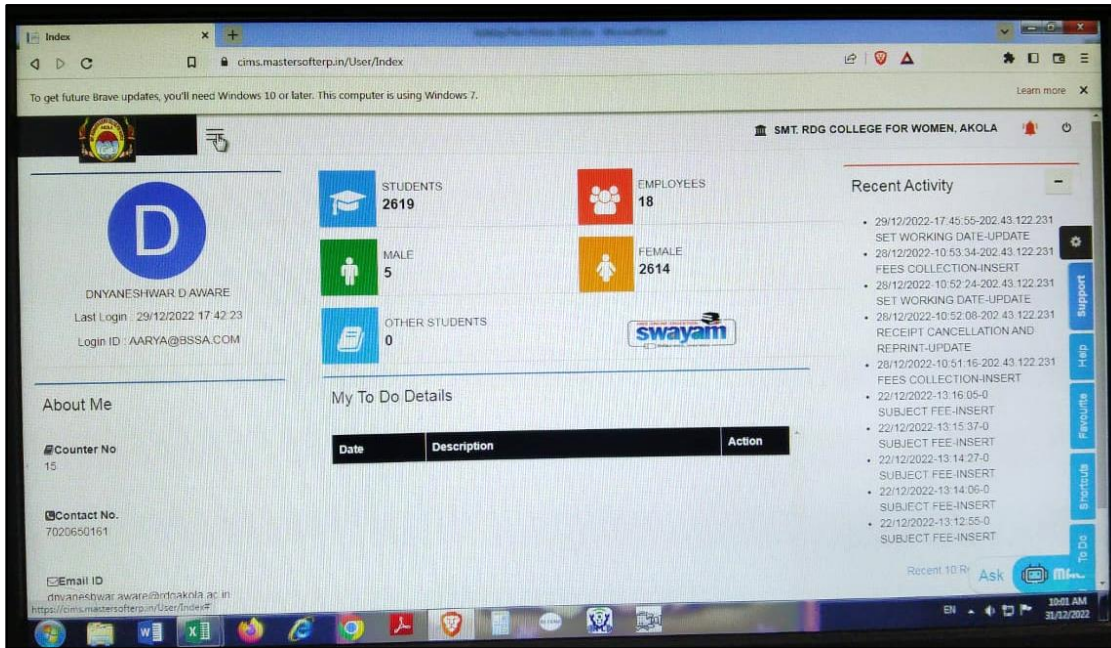 Index
cims.mastersofterp.in/User/Index
To get future Brave updates, you'll need Windows 10 or later. This computer is using Windows 7.
Learn more
SMT. RDG COLLEGE FOR WOMEN, AKOLA
D
DNYANESHWAR D AWARE
Last Login : 29/12/2022 17:42:23
Login ID : AARYA@BSSA.COM
About Me
Counter No
15
Contact No.
7020650161
Email ID
dnyaneshwar.aware@rdgakola.ac.in
https://cims.mastersofterp.in/User/Index#
STUDENTS
2619
EMPLOYEES
18
MALE
5
FEMALE
2614
OTHER STUDENTS
0
swayam
My To Do Details
Date Description Action
Recent Activity
29/12/2022-17:45:55-202.43.122.231
SET WORKING DATE-UPDATE
28/12/2022-10:53:34-202.43.122.231
FEES COLLECTION-INSERT
28/12/2022-10:52:24-202.43.122.231
SET WORKING DATE-UPDATE
28/12/2022-10:52:08-202.43.122.231
RECEIPT CANCELLATION AND
REPRINT-UPDATE
28/12/2022-10:51:16-202.43.122.231
FEES COLLECTION-INSERT
22/12/2022-13:16:05-0
SUBJECT FEE-INSERT
22/12/2022-13:15:37-0
SUBJECT FEE-INSERT
22/12/2022-13:14:27-0
SUBJECT FEE-INSERT
22/12/2022-13:14:06-0
SUBJECT FEE-INSERT
22/12/2022-13:12:55-0
SUBJECT FEE-INSERT
Recent 10
Ask
Support
Help
Favourite
Shortcuts
To Do
EN
10:01 AM
31/12/2022